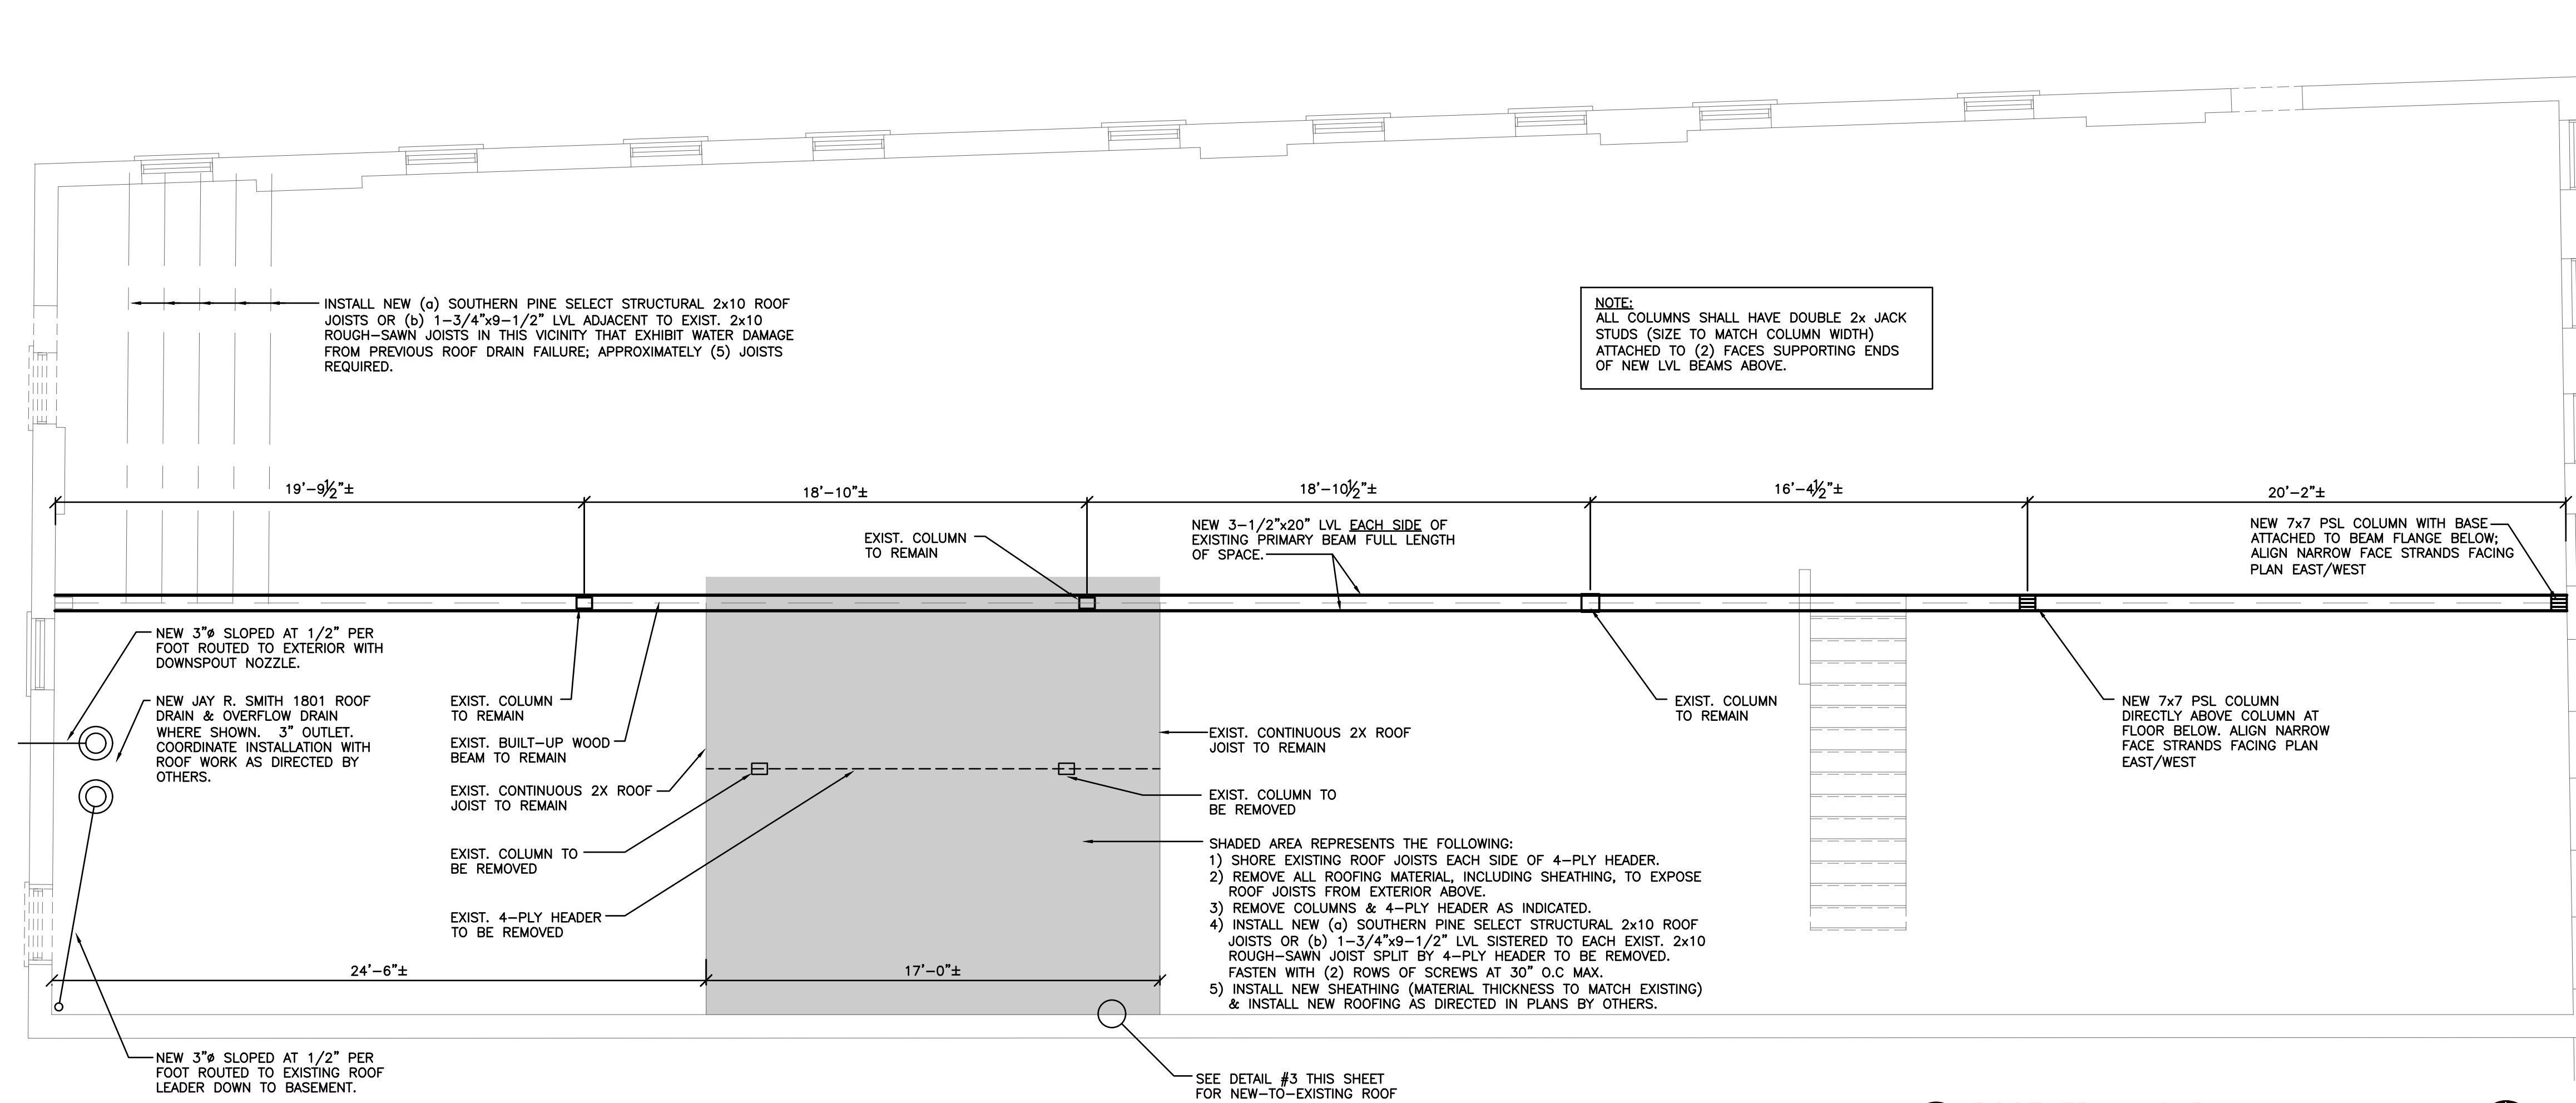 INSTALL NEW (a) SOUTHERN PINE SELECT STRUCTURAL 2x10 ROOF
JOISTS OR (b) 1-3/4"x9-1/2" LVL ADJACENT TO EXIST. 2x10
ROUGH-SAWN JOISTS IN THIS VICINITY THAT EXHIBIT WATER DAMAGE
FROM PREVIOUS ROOF DRAIN FAILURE; APPROXIMATELY (5) JOISTS
REQUIRED.
NOTE:
ALL COLUMNS SHALL HAVE DOUBLE 2x JACK
STUDS (SIZE TO MATCH COLUMN WIDTH)
ATTACHED TO (2) FACES SUPPORTING ENDS
OF NEW LVL BEAMS ABOVE.
19'-9½"±
18'-10"±
18'-10½"±
16'-4½"±
20'-2"±
EXIST. COLUMN
TO REMAIN
NEW 3-1/2"x20" LVL EACH SIDE OF
EXISTING PRIMARY BEAM FULL LENGTH
OF SPACE.
NEW 7x7 PSL COLUMN WITH BASE
ATTACHED TO BEAM FLANGE BELOW;
ALIGN NARROW FACE STRANDS FACING
PLAN EAST/WEST
NEW 3"ø SLOPED AT 1/2" PER
FOOT ROUTED TO EXTERIOR WITH
DOWNSPOUT NOZZLE.
NEW JAY R. SMITH 1801 ROOF
DRAIN & OVERFLOW DRAIN
WHERE SHOWN. 3" OUTLET.
COORDINATE INSTALLATION WITH
ROOF WORK AS DIRECTED BY
OTHERS.
EXIST. COLUMN
TO REMAIN
EXIST. BUILT-UP WOOD
BEAM TO REMAIN
EXIST. CONTINUOUS 2X ROOF
JOIST TO REMAIN
EXIST. COLUMN TO
BE REMOVED
EXIST. 4-PLY HEADER
TO BE REMOVED
EXIST. CONTINUOUS 2X ROOF
JOIST TO REMAIN
EXIST. COLUMN TO
BE REMOVED
EXIST. COLUMN
TO REMAIN
NEW 7x7 PSL COLUMN
DIRECTLY ABOVE COLUMN AT
FLOOR BELOW. ALIGN NARROW
FACE STRANDS FACING PLAN
EAST/WEST
SHADED AREA REPRESENTS THE FOLLOWING:
1) SHORE EXISTING ROOF JOISTS EACH SIDE OF 4-PLY HEADER.
2) REMOVE ALL ROOFING MATERIAL, INCLUDING SHEATHING, TO EXPOSE
ROOF JOISTS FROM EXTERIOR ABOVE.
3) REMOVE COLUMNS & 4-PLY HEADER AS INDICATED.
4) INSTALL NEW (a) SOUTHERN PINE SELECT STRUCTURAL 2x10 ROOF
JOISTS OR (b) 1-3/4"x9-1/2" LVL SISTERED TO EACH EXIST. 2x10
ROUGH-SAWN JOIST SPLIT BY 4-PLY HEADER TO BE REMOVED.
FASTEN WITH (2) ROWS OF SCREWS AT 30" O.C MAX.
5) INSTALL NEW SHEATHING (MATERIAL THICKNESS TO MATCH EXISTING)
& INSTALL NEW ROOFING AS DIRECTED IN PLANS BY OTHERS.
24'-6"±
17'-0"±
NEW 3"ø SLOPED AT 1/2" PER
FOOT ROUTED TO EXISTING ROOF
LEADER DOWN TO BASEMENT.
SEE DETAIL #3 THIS SHEET
FOR NEW-TO-EXISTING ROOF